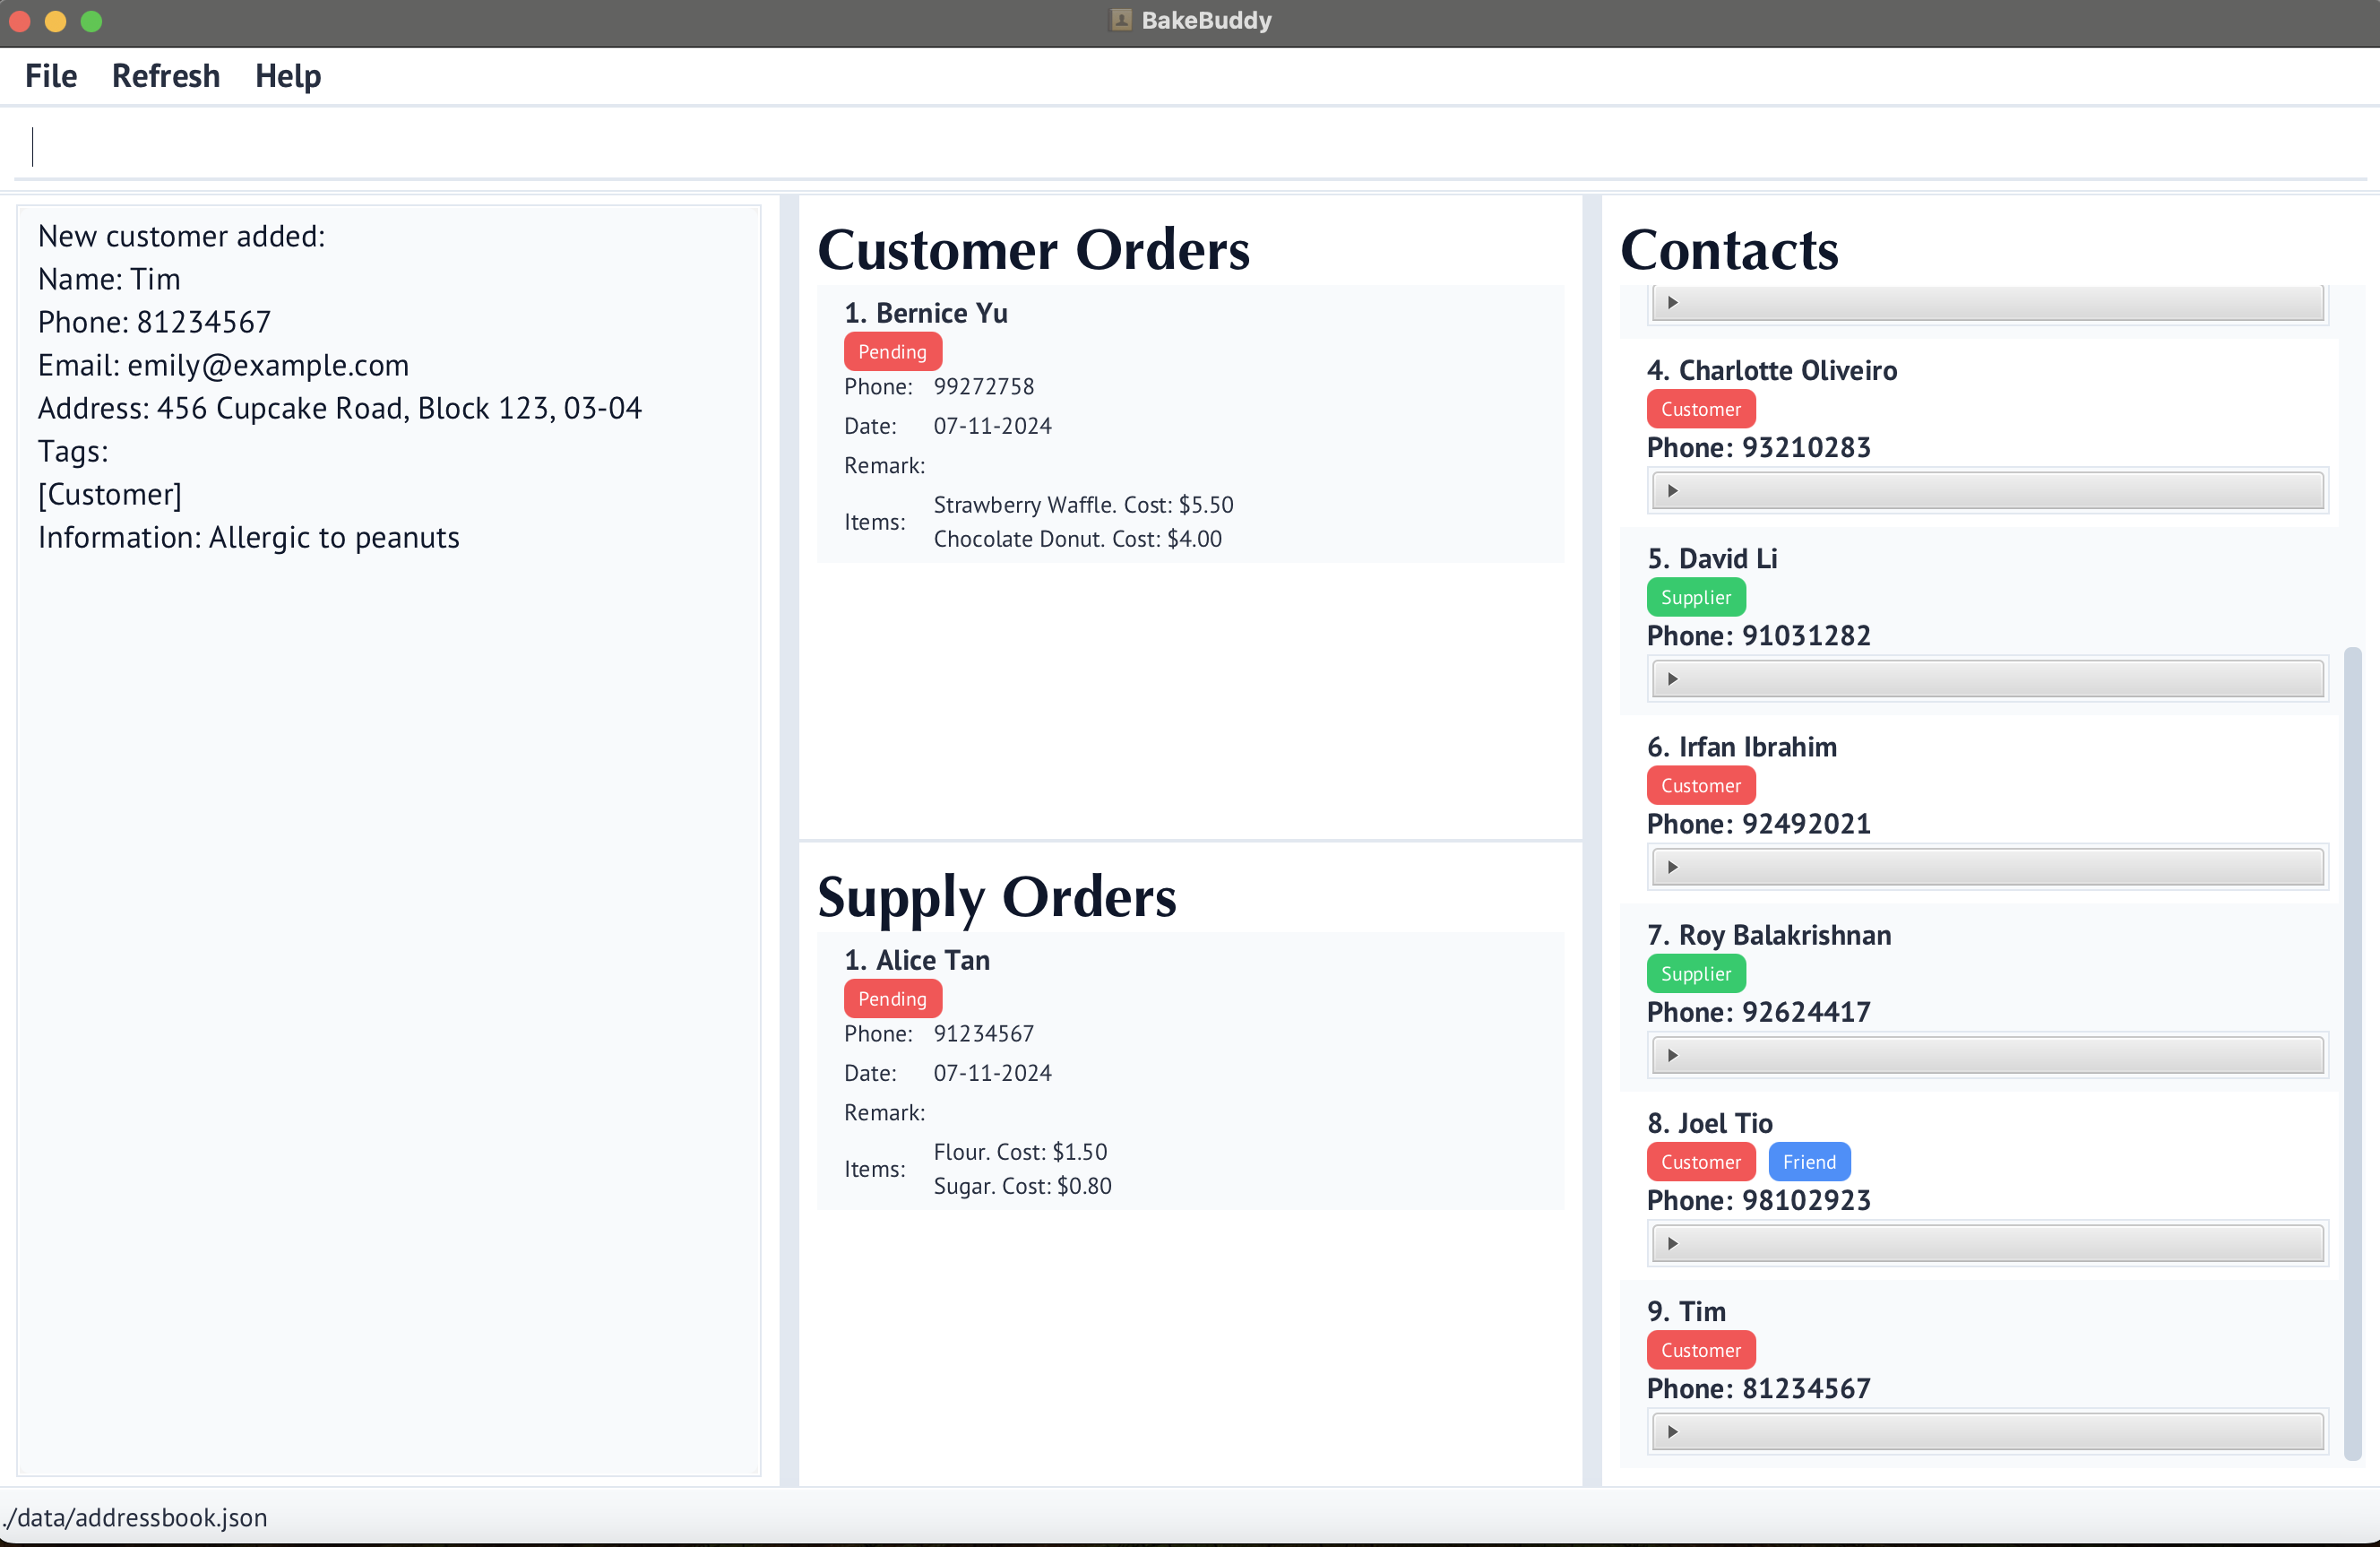 BakeBuddy
File Refresh Help
New customer added:
Name: Tim
Phone: 81234567
Email: emily@example.com
Address: 456 Cupcake Road, Block 123, 03-04
Tags:
[Customer]
Information: Allergic to peanuts
Customer Orders
1. Bernice Yu
Pending
Phone: 99272758
Date: 07-11-2024
Remark:
Items: Strawberry Waffle. Cost: $5.50
Chocolate Donut. Cost: $4.00
Supply Orders
1. Alice Tan
Pending
Phone: 91234567
Date: 07-11-2024
Remark:
Items: Flour. Cost: $1.50
Sugar. Cost: $0.80
Contacts
4. Charlotte Oliveiro
Customer
Phone: 93210283
5. David Li
Supplier
Phone: 91031282
6. Irfan Ibrahim
Customer
Phone: 92492021
7. Roy Balakrishnan
Supplier
Phone: 92624417
8. Joel Tio
Customer Friend
Phone: 98102923
9. Tim
Customer
Phone: 81234567
./data/addressbook.json